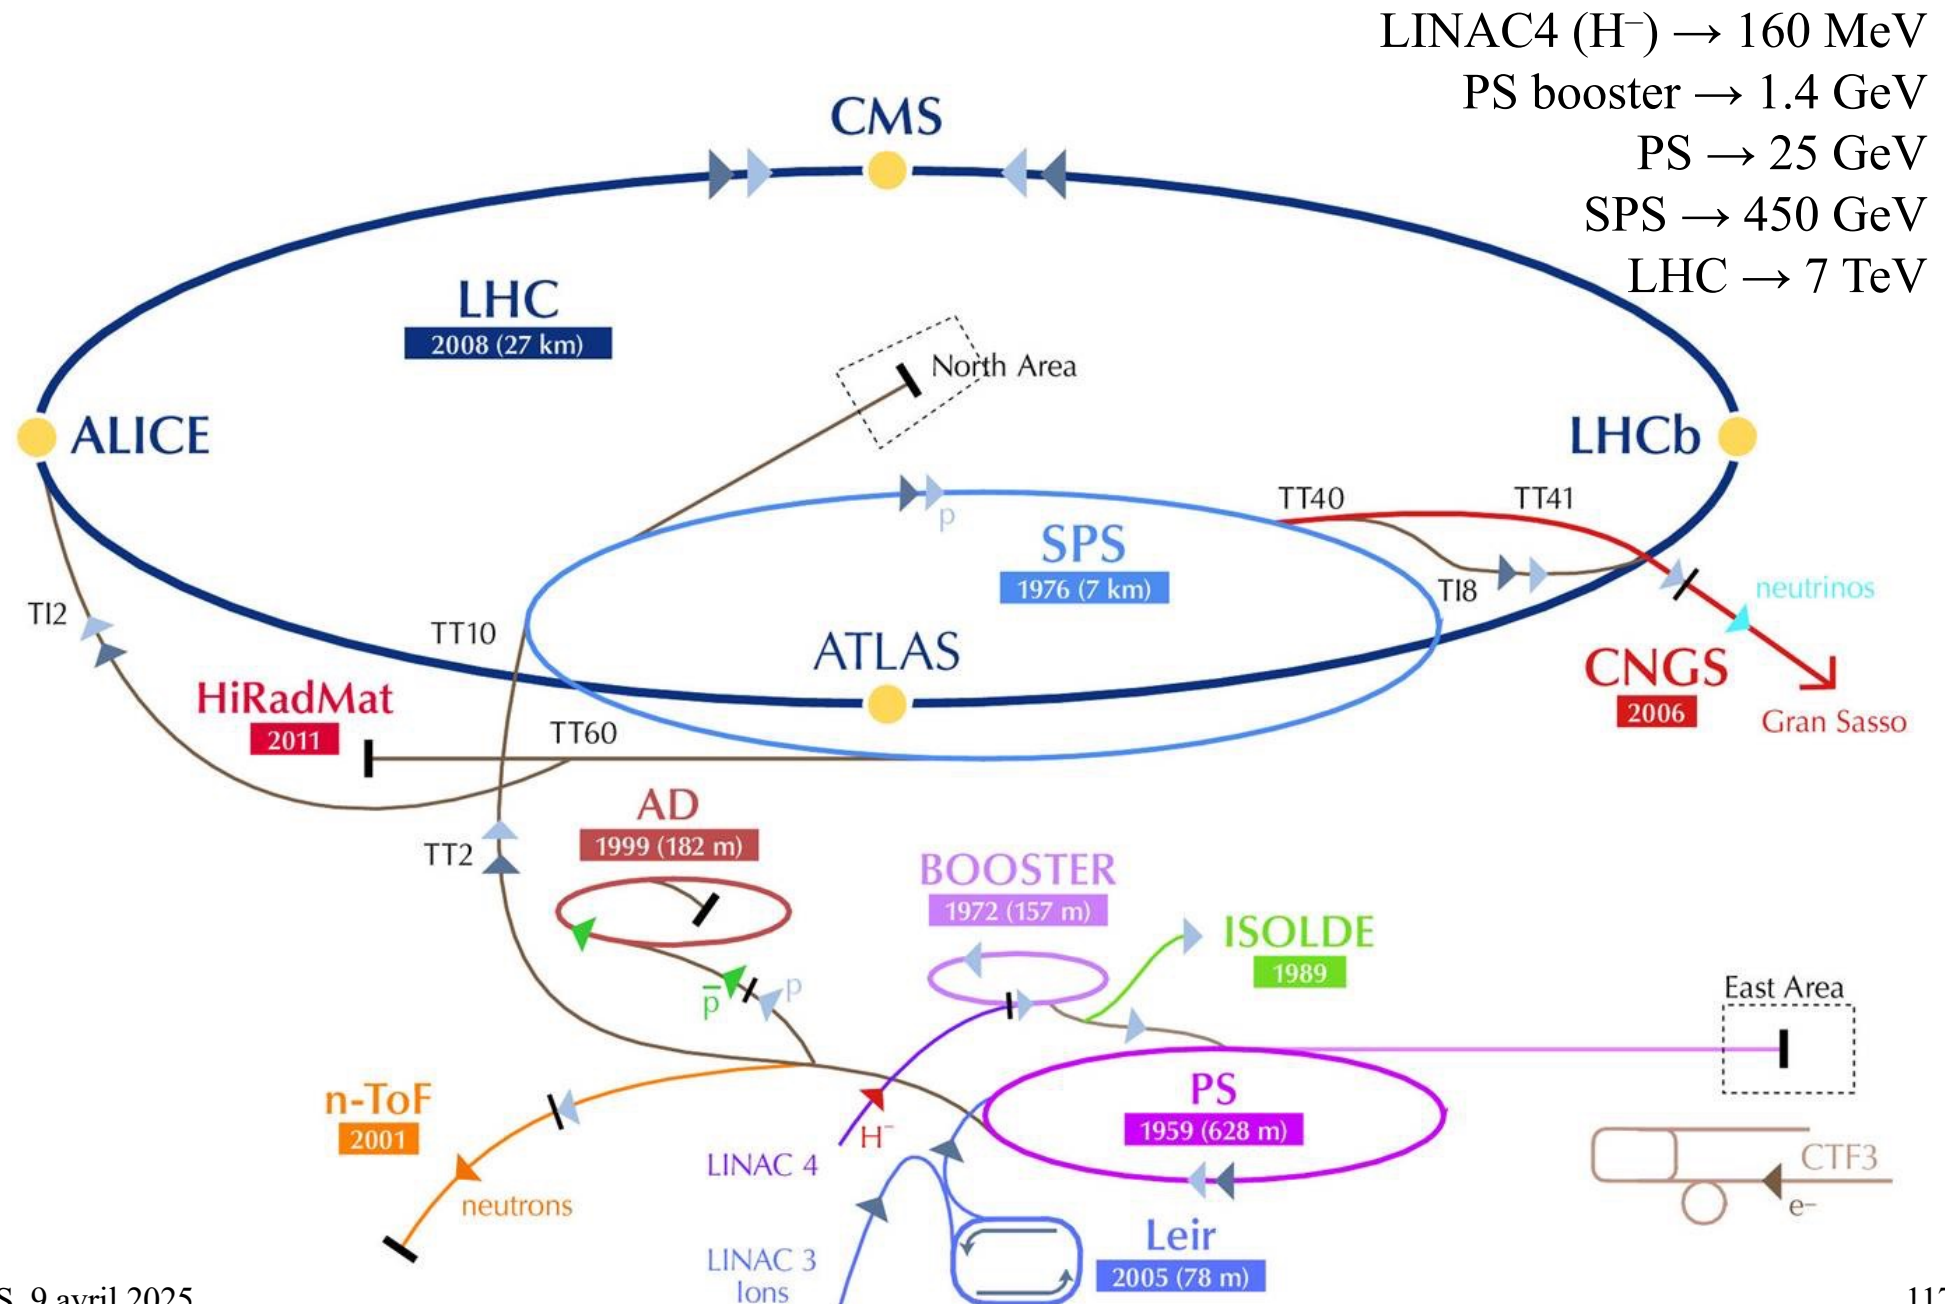 LINAC4 (H⁻) → 160 MeV
PS booster → 1.4 GeV
PS → 25 GeV
SPS → 450 GeV
LHC → 7 TeV
CMS
LHC
2008 (27 km)
North Area
ALICE
LHCb
TT40
TT41
p
SPS
1976 (7 km)
TI8
neutrinos
TI2
TT10
ATLAS
CNGS
2006
Gran Sasso
HiRadMat
2011
TT60
AD
1999 (182 m)
TT2
BOOSTER
1972 (157 m)
ISOLDE
1989
p̅
p
East Area
n-ToF
2001
neutrons
LINAC 4
H⁻
PS
1959 (628 m)
CTF3
e⁻
LINAC 3
Ions
Leir
2005 (78 m)
9 avril 2025